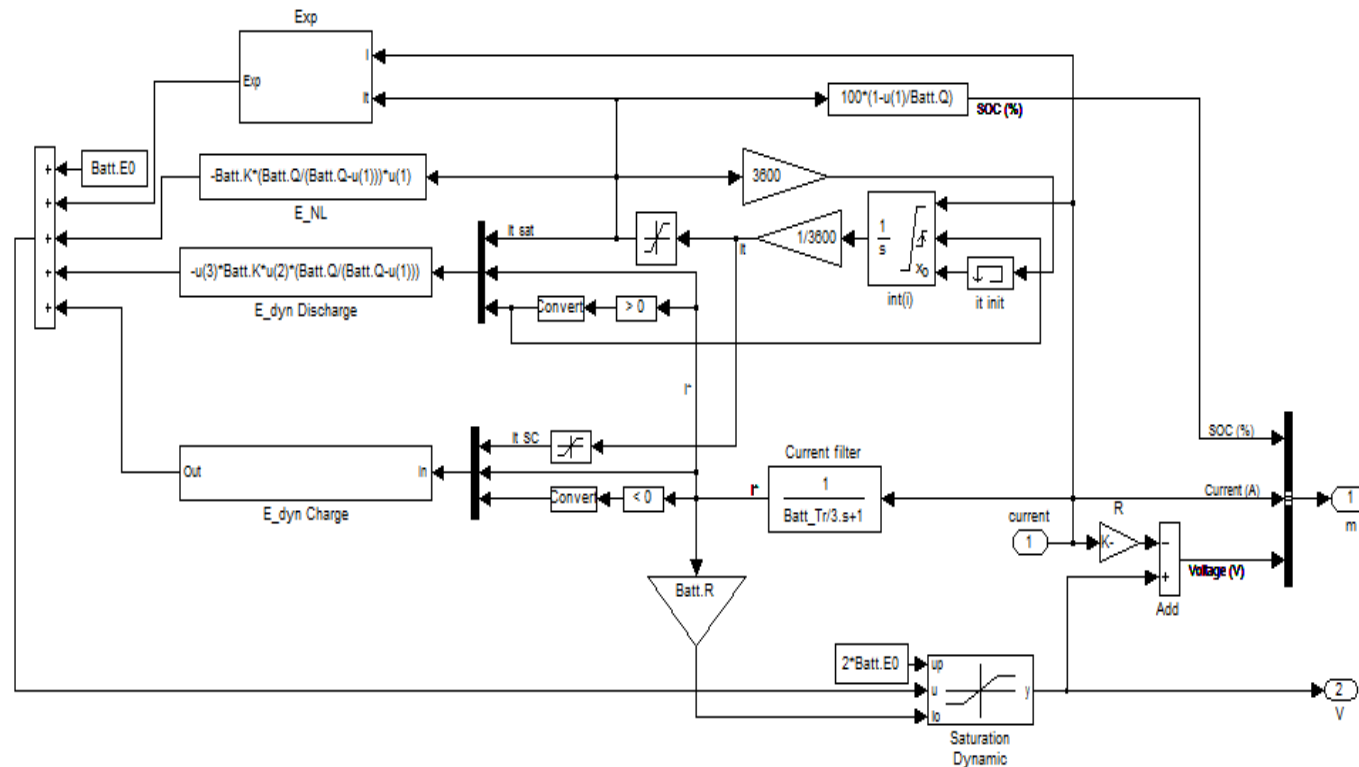 Exp
I
Exp
It
100*(1-u(1)/Batt.Q)
SOC (%)
+
Batt.E0
+
-Batt.K*(Batt.Q/(Batt.Q-u(1)))*u(1)
E_NL
3600
+
It sat
It
1/3600
1
s
x0
int(i)
it init
+
-u(3)*Batt.K*u(2)*(Batt.Q/(Batt.Q-u(1)))
E_dyn Discharge
Convert
> 0
+
I*
It SC
SOC (%)
Out
In
E_dyn Charge
Convert
< 0
I*
Current filter
1
Batt_Tr/3.s+1
Current (A)
1
m
current
1
R
K-
−
+
Voltage (V)
Add
Batt.R
2*Batt.E0
up
u
lo
y
Saturation
Dynamic
2
V